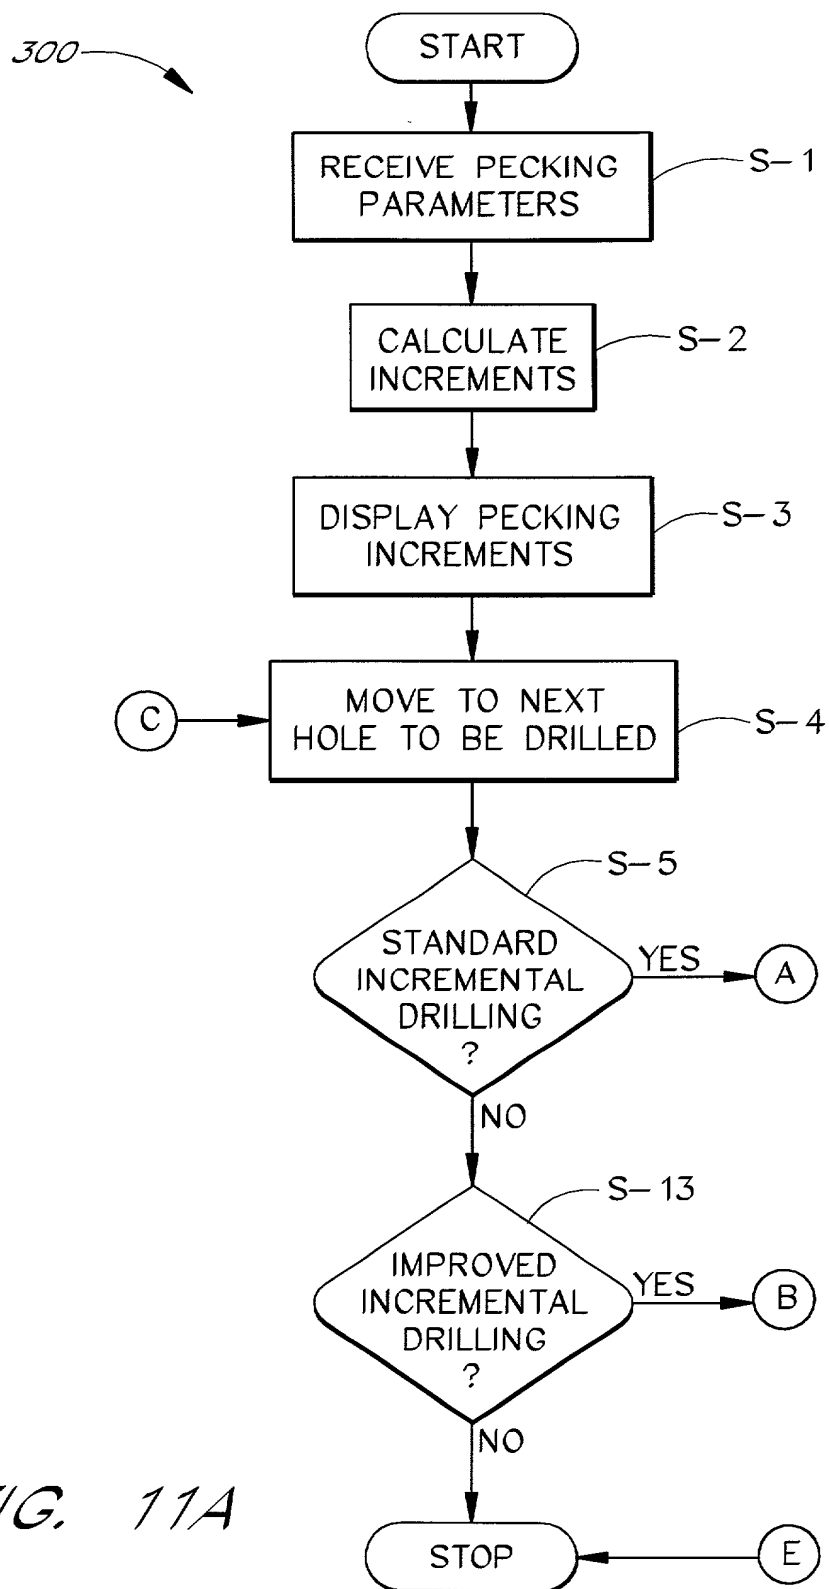 300
START
RECEIVE PECKING
PARAMETERS
S-1
CALCULATE
INCREMENTS
S-2
DISPLAY PECKING
INCREMENTS
S-3
C
MOVE TO NEXT
HOLE TO BE DRILLED
S-4
S-5
STANDARD
INCREMENTAL
DRILLING
?
YES
A
NO
S-13
IMPROVED
INCREMENTAL
DRILLING
?
YES
B
NO
IG. 11A
STOP
E